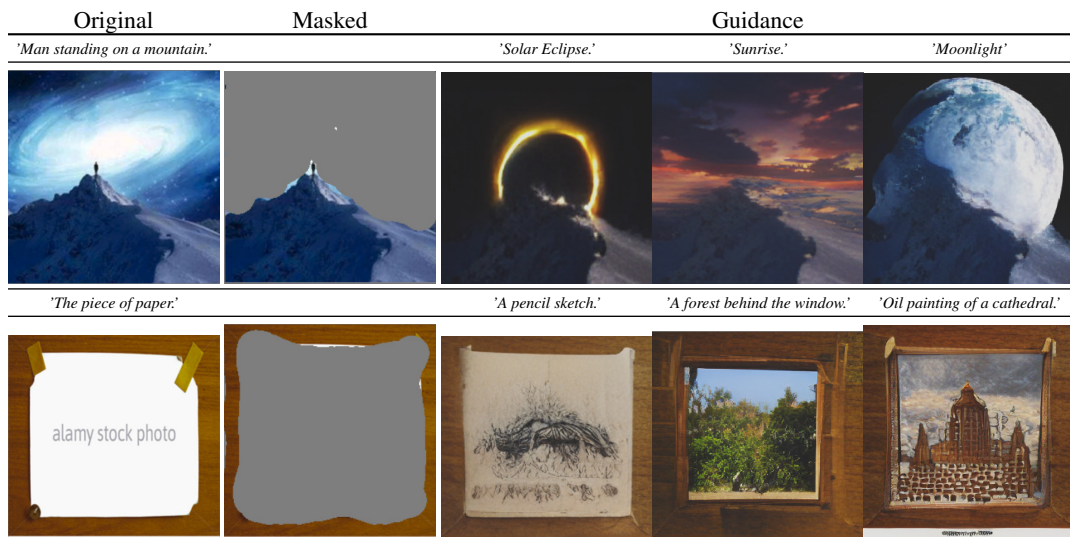 Original Masked Guidance
'Man standing on a mountain.' 'Solar Eclipse.' 'Sunrise.' 'Moonlight'
'The piece of paper.' 'A pencil sketch.' 'A forest behind the window.' 'Oil painting of a cathedral.'
alamy stock photo